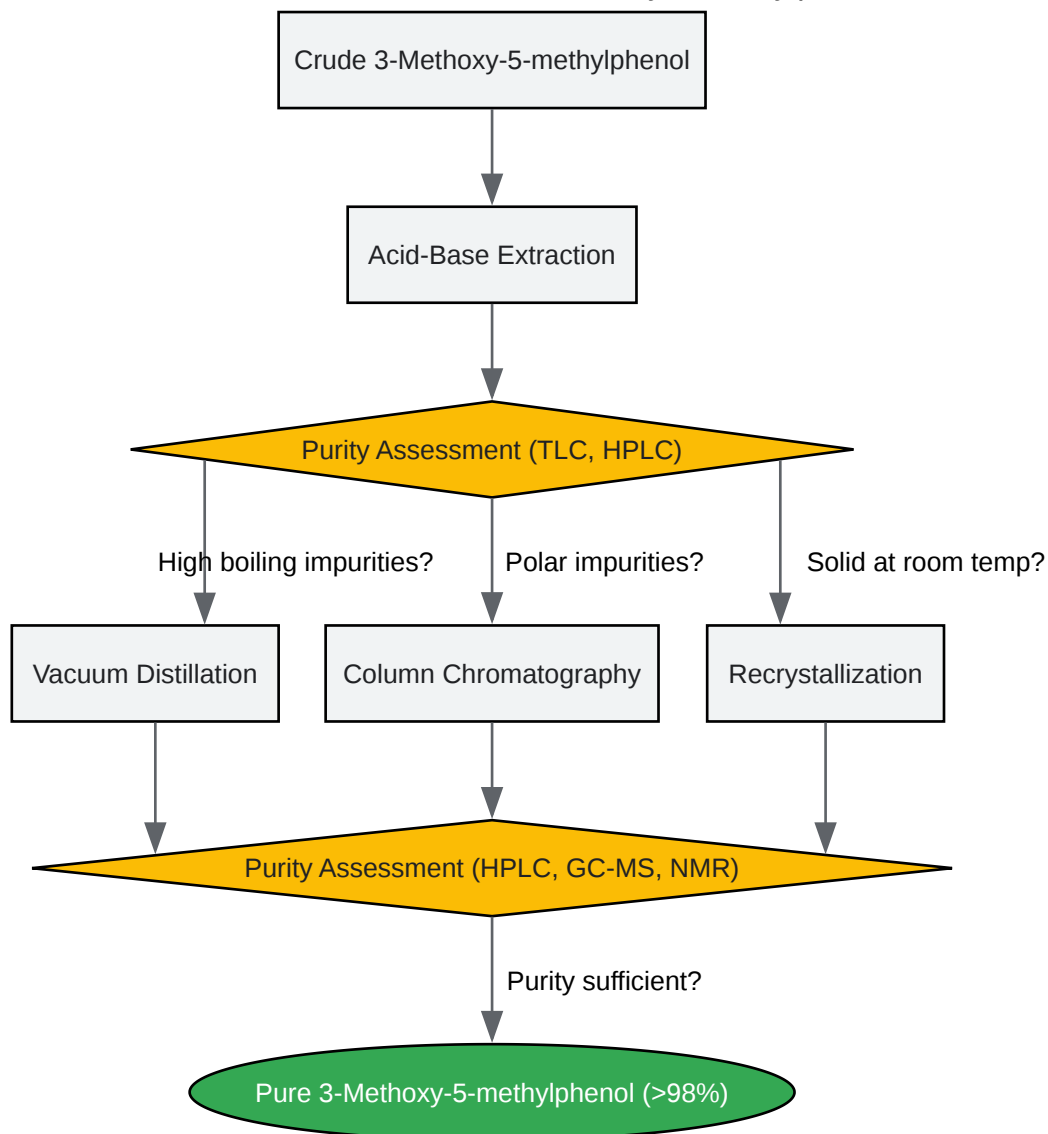 Crude 3-Methoxy-5-methylphenol
Acid-Base Extraction
Purity Assessment (TLC, HPLC)
High boiling impurities?
Polar impurities?
Solid at room temp?
Vacuum Distillation
Column Chromatography
Recrystallization
Purity Assessment (HPLC, GC-MS, NMR)
Purity sufficient?
Pure 3-Methoxy-5-methylphenol (>98%)